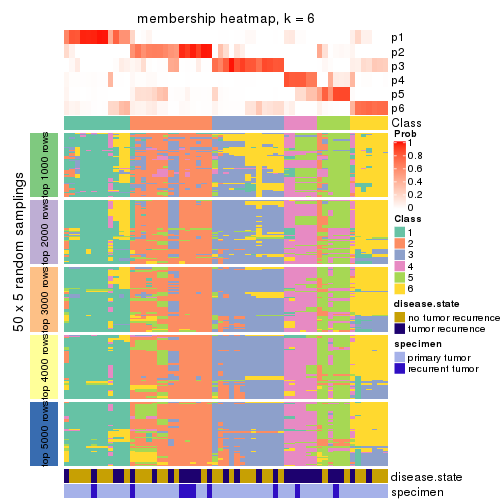 membership heatmap, k = 6
p1
p2
p3
p4
p5
p6
Class
50 x 5 random samplings
top 1000 rows
top 2000 rows
top 3000 rows
top 4000 rows
top 5000 rows
Prob
1
0.8
0.6
0.4
0.2
0
Class
1
2
3
4
5
6
disease.state
no tumor recurrence
tumor recurrence
specimen
primary tumor
recurrent tumor
disease.state
specimen